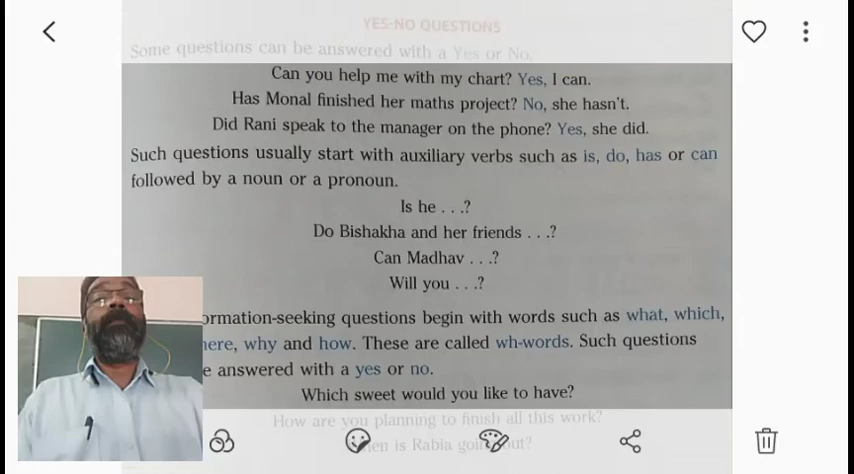 YES-NO QUESTIONS
Some questions can be answered with a Yes or No.
Can you help me with my chart? Yes, I can.
Has Monal finished her maths project? No, she hasn't.
Did Rani speak to the manager on the phone? Yes, she did.
Such questions usually start with auxiliary verbs such as is, do, has or can
followed by a noun or a pronoun.
Is he . . .?
Do Bishakha and her friends . . .?
Can Madhav . . .?
Will you . . .?
ormation-seeking questions begin with words such as what, which,
here, why and how. These are called wh-words. Such questions
e answered with a yes or no.
Which sweet would you like to have?
How are you planning to finish all this work?
en is Rabia going out?